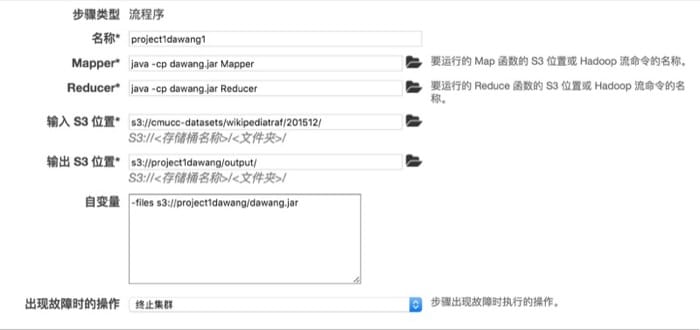 步骤类型 流程序
名称* project1dawang1
Mapper* java -cp dawang.jar Mapper 要运行的 Map 函数的 S3 位置或 Hadoop 流命令的名称。
Reducer* java -cp dawang.jar Reducer 要运行的 Reduce 函数的 S3 位置或 Hadoop 流命令的名
称。
输入 S3 位置* s3://cmucc-datasets/wikipediatraf/201512/
S3://<存储桶名称>/<文件夹>/
输出 S3 位置* s3://project1dawang/output/
S3://<存储桶名称>/<文件夹>/
自变量 -files s3://project1dawang/dawang.jar
出现故障时的操作 终止集群 步骤出现故障时执行的操作。